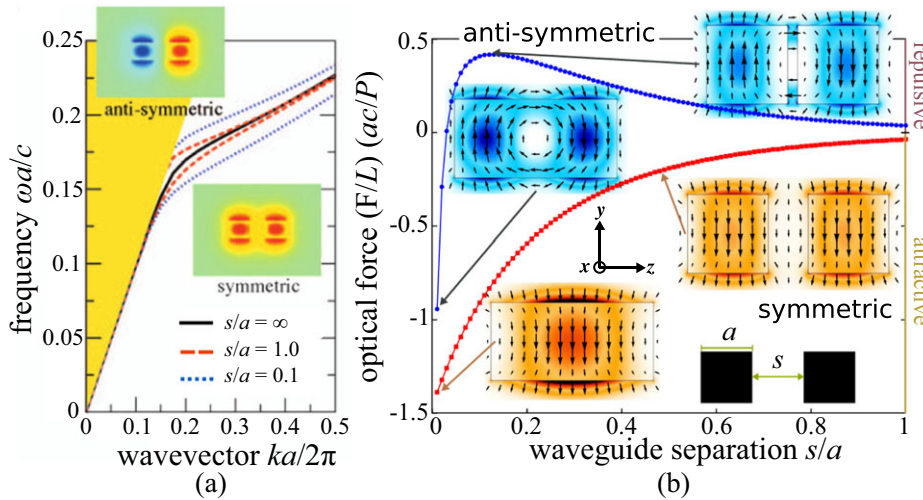 0.25
0.2
0.15
0.1
0.05
0
0
0.1
0.2
0.3
0.4
0.5
frequency ωa/c
wavevector ka/2π
anti-symmetric
symmetric
s/a = ∞
s/a = 1.0
s/a = 0.1
(a)
0.5
0
-0.5
-1
-1.5
0
0.2
0.4
0.6
0.8
1
optical force (F/L) (ac/P)
waveguide separation s/a
anti-symmetric
symmetric
repulsive
attractive
y
x
z
a
s
(b)